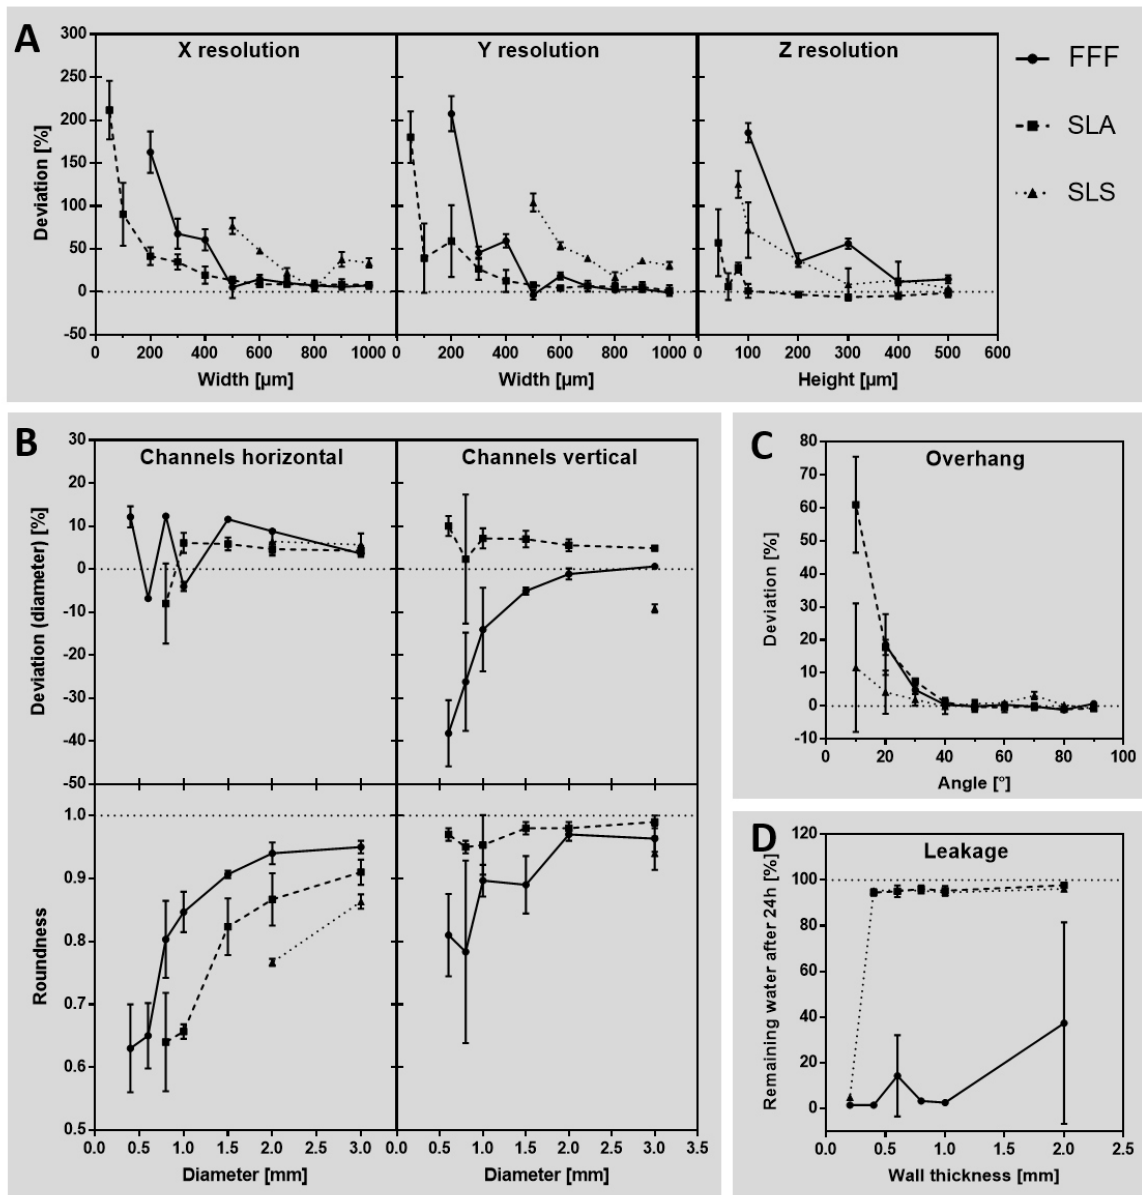 A
X resolution
Y resolution
Z resolution
FFF
SLA
SLS
Deviation [%]
300
250
200
150
100
50
0
-50
0 200 400 600 800 1000
0 200 400 600 800 1000
0 100 200 300 400 500 600
Width [µm]
Width [µm]
Height [µm]
B
Channels horizontal
Channels vertical
Deviation (diameter) [%]
30
20
10
0
-10
-20
-30
-40
-50
Roundness
1.0
0.9
0.8
0.7
0.6
0.5
0.0 0.5 1.0 1.5 2.0 2.5 3.0
0.0 0.5 1.0 1.5 2.0 2.5 3.0 3.5
Diameter [mm]
Diameter [mm]
C
Overhang
Deviation [%]
80
70
60
50
40
30
20
10
0
-10
0 20 40 60 80 100
Angle [°]
D
Leakage
Remaining water after 24h [%]
120
100
80
60
40
20
0
0.0 0.5 1.0 1.5 2.0 2.5
Wall thickness [mm]